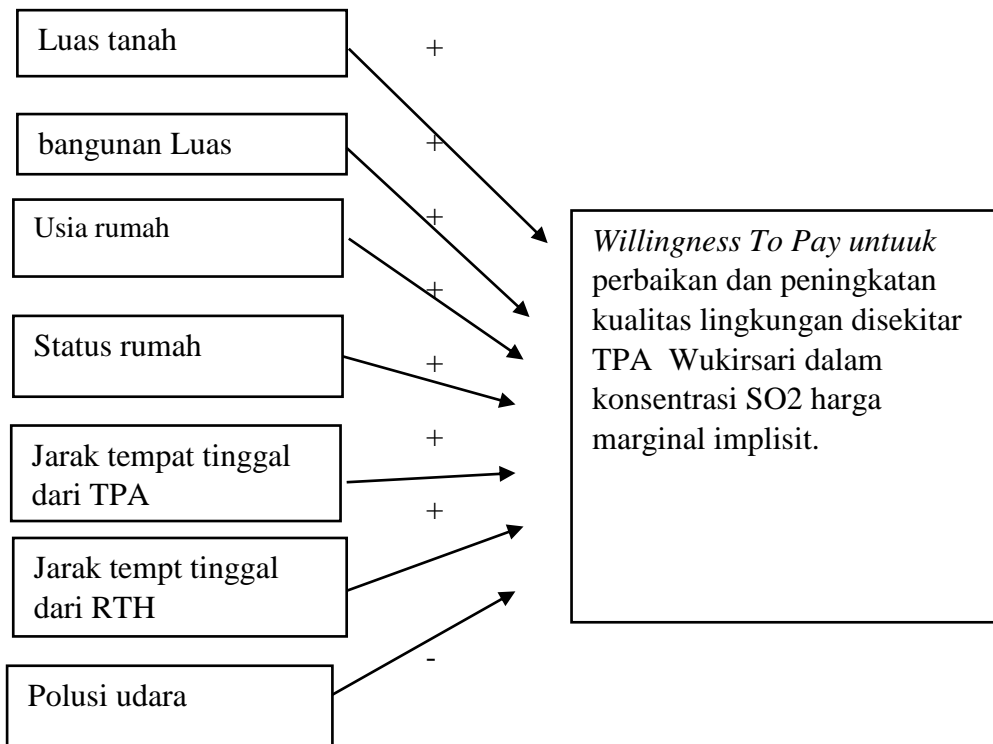 Luas tanah
+
bangunan Luas
+
Usia rumah
+
+
Status rumah
+
Jarak tempat tinggal
dari TPA
+
+
Jarak tempt tinggal
dari RTH
-
Polusi udara
Willingness To Pay untuuk
perbaikan dan peningkatan
kualitas lingkungan disekitar
TPA Wukirsari dalam
konsentrasi SO2 harga
marginal implisit.